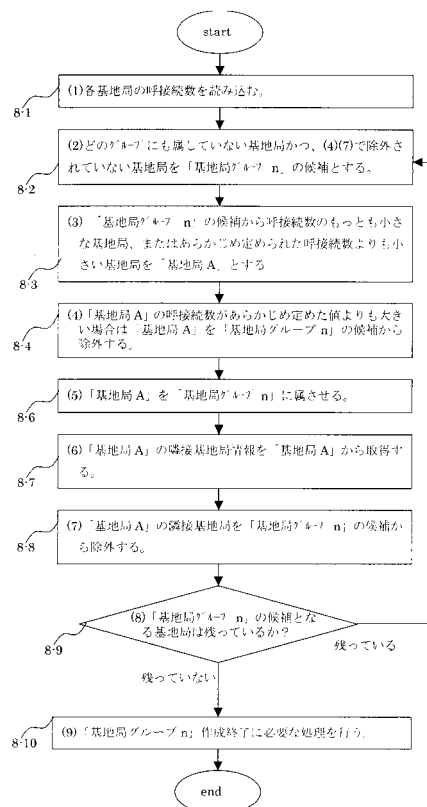 start
(1)各基地局の呼接続数を読み込む。
8-1
(2)どのグループにも属していない基地局かつ、(4)(7)で除外さ
れていない基地局を「基地局グループ n」の候補とする。
8-2
(3) 「基地局グループ n」の候補から呼接続数のもっとも小さ
な基地局、またはあらかじめ定められた呼接続数よりも小
さい基地局を「基地局 A」とする
8-3
(4)「基地局 A」の呼接続数があらかじめ定めた値よりも大き
い場合は「基地局 A」を「基地局グループ n」の候補から
除外する。
8-4
(5)「基地局 A」を「基地局グループ n」に属させる。
8-6
(6)「基地局 A」の隣接基地局情報を「基地局 A」から取得す
る。
8-7
(7)「基地局 A」の隣接基地局を「基地局グループ n」の候補か
ら除外する。
8-8
(8)「基地局グループ n」の候補とな
る基地局は残っているか?
8-9
残っている
残っていない
(9)「基地局グループ n」作成終了に必要な処理を行う。
8-10
end